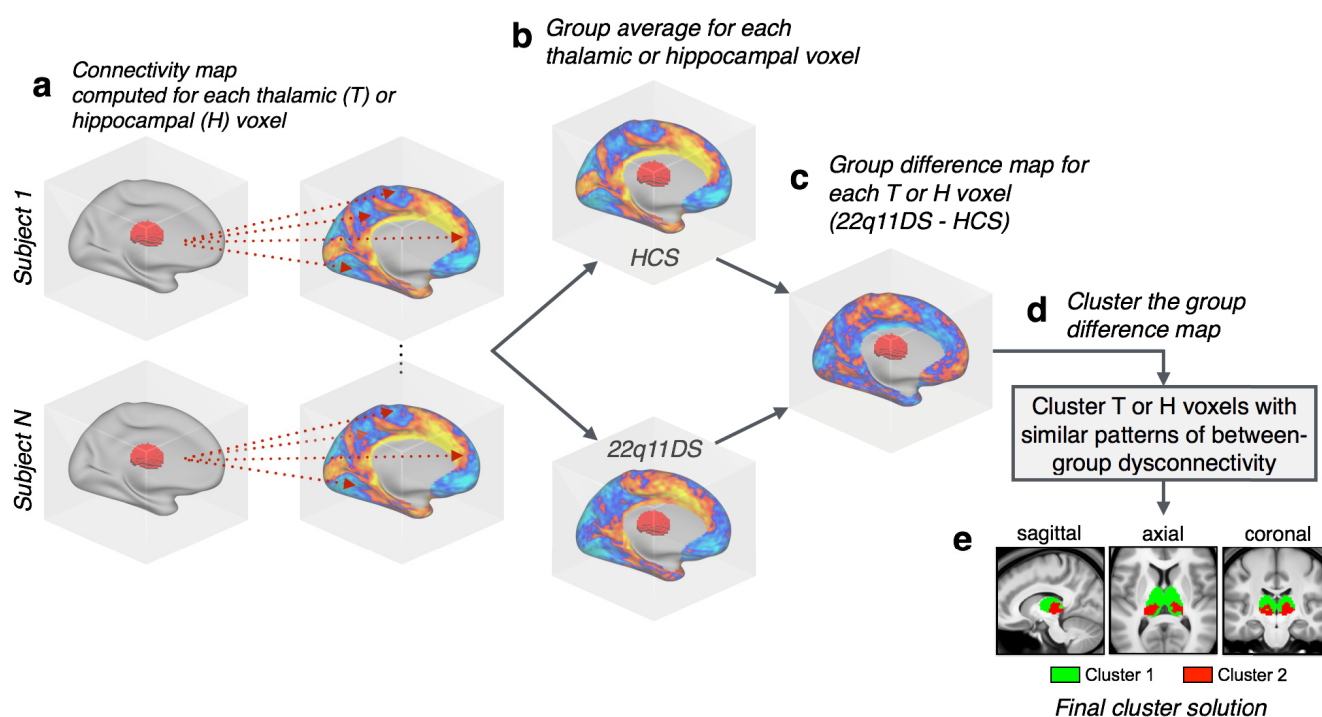 a
Connectivity map
computed for each thalamic (T) or
hippocampal (H) voxel
Subject 1
Subject N
b
Group average for each
thalamic or hippocampal voxel
HCS
22q11DS
c
Group difference map for
each T or H voxel
(22q11DS - HCS)
d
Cluster the group
difference map
Cluster T or H voxels with
similar patterns of between-
group dysconnectivity
e
sagittal
axial
coronal
Cluster 1
Cluster 2
Final cluster solution